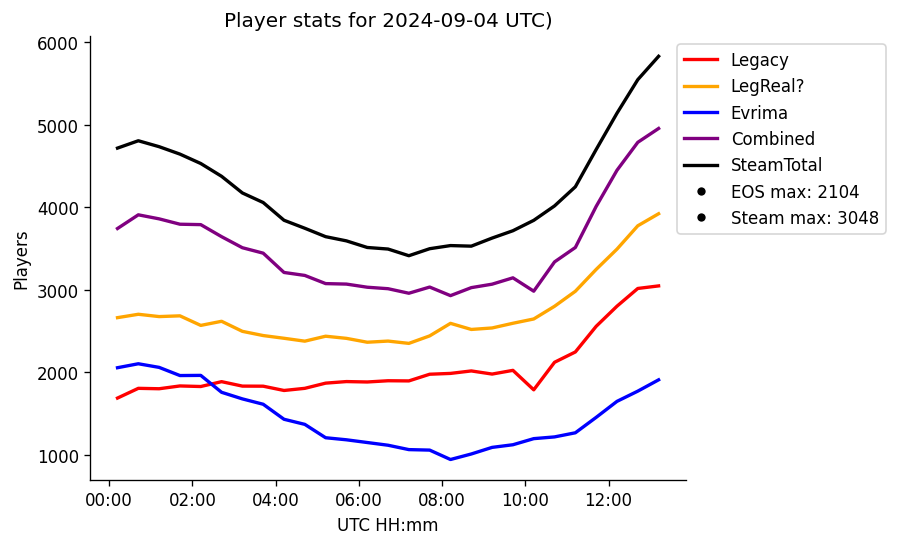 Player stats for 2024-09-04 UTC)
6000
5000
4000
3000
2000
1000
Players
00:00 02:00 04:00 06:00 08:00 10:00 12:00
UTC HH:mm
Legacy
LegReal?
Evrima
Combined
SteamTotal
EOS max: 2104
Steam max: 3048